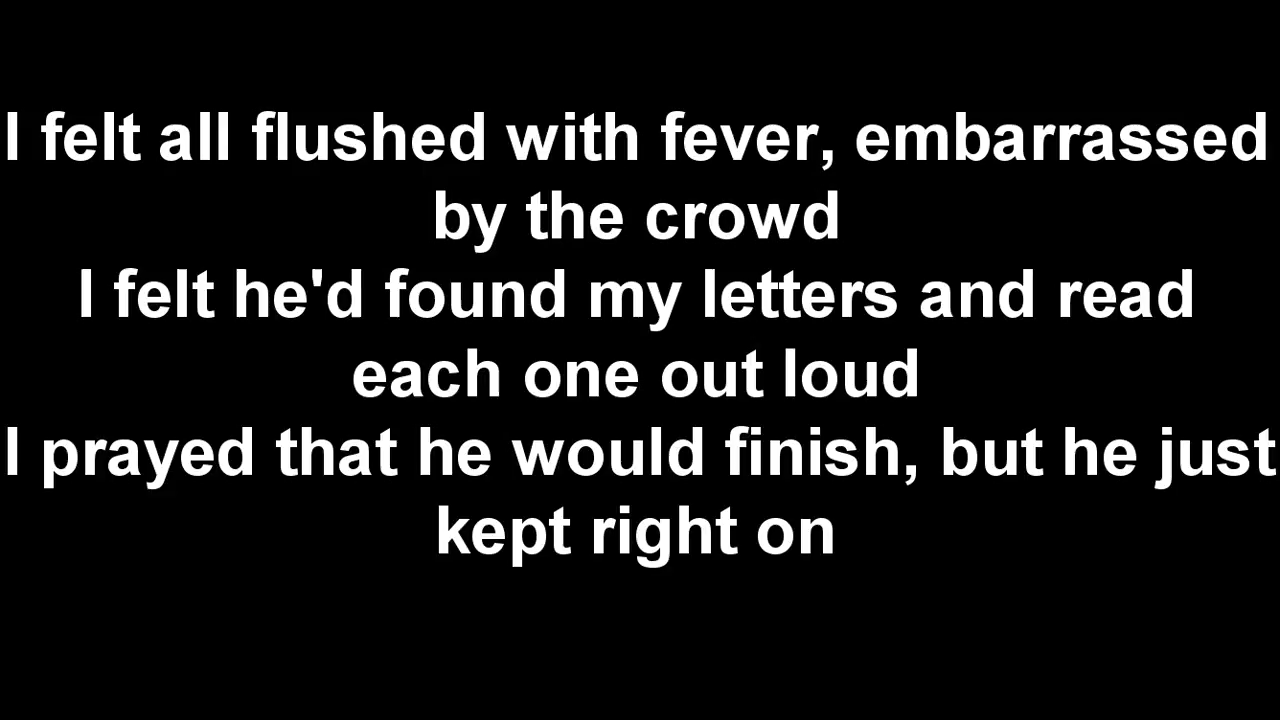 I felt all flushed with fever, embarrassed
by the crowd
I felt he'd found my letters and read
each one out loud
I prayed that he would finish, but he just
kept right on